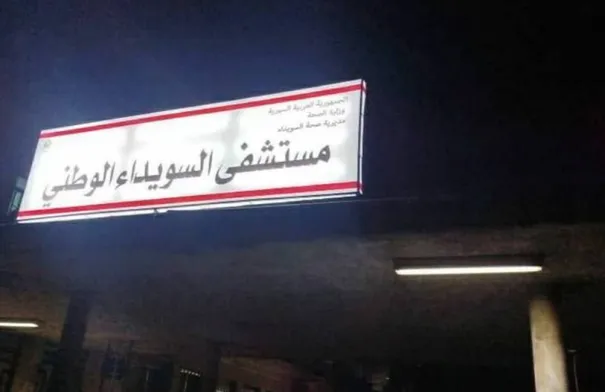 الجمهورية العربية السورية
وزارة الصحة
مديرية صحة السويداء
مستشفى السويداء الوطني